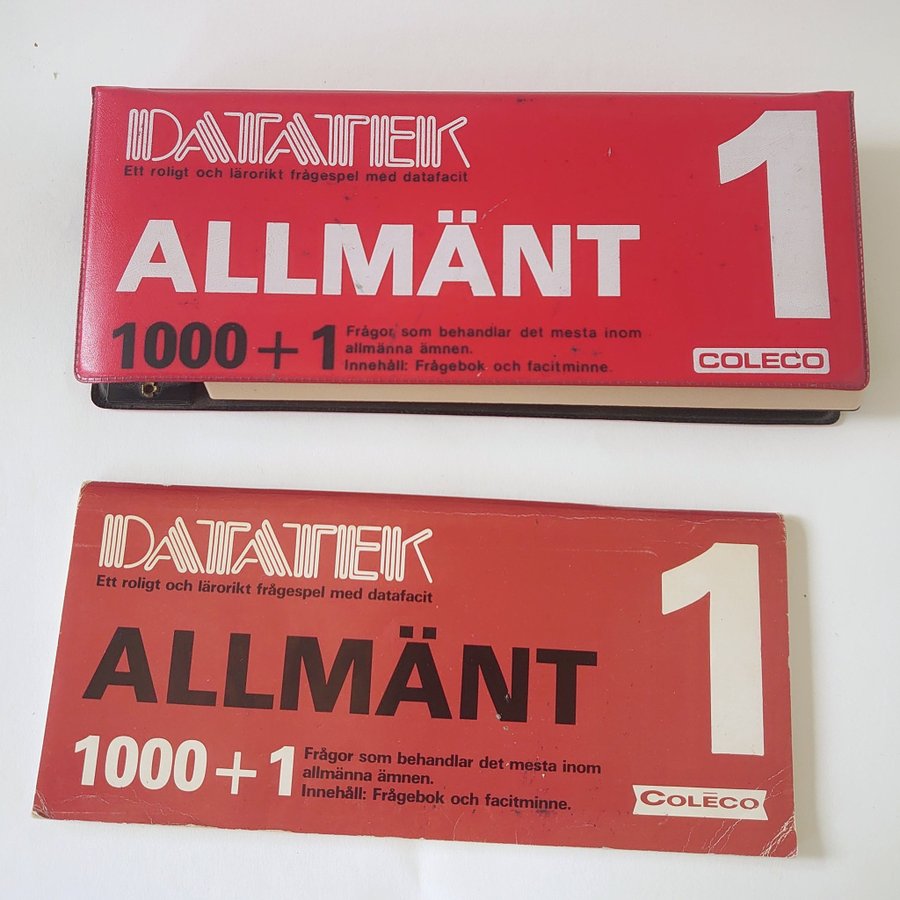 DATATEK
Ett roligt och lärorikt frågespel med datafacit
ALLMÄNT
1
1000 + 1
Frågor som behandlar det mesta inom
allmänna ämnen.
Innehåll: Frågebok och facitminne.
COLECO
DATATEK
Ett roligt och lärorikt frågespel med datafacit
ALLMÄNT
1
1000 + 1
Frågor som behandlar det mesta inom
allmänna ämnen.
Innehåll: Frågebok och facitminne.
COLĒCO